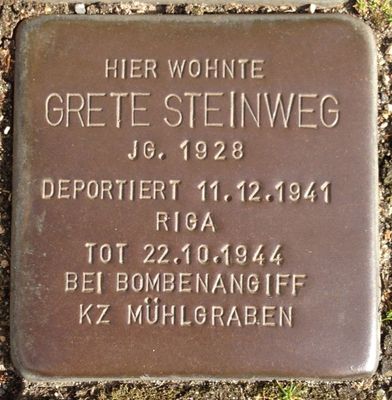 HIER WOHNTE
GRETE STEINWEG
JG. 1928
DEPORTIERT 11.12.1941
RIGA
TOT 22.10.1944
BEI BOMBENANGIFF
KZ MÜHLGRABEN